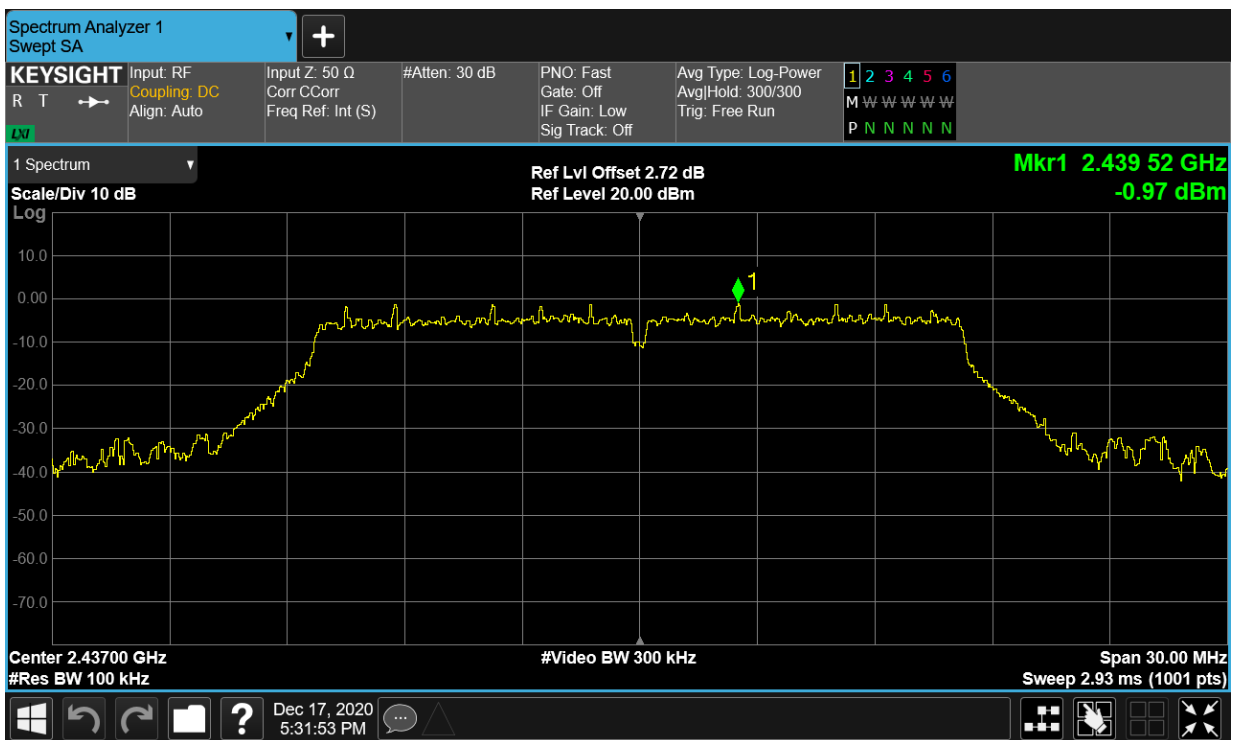 Spectrum Analyzer 1
Swept SA
KEYSIGHT
R T
LXI
Input: RF
Coupling: DC
Align: Auto
Input Z: 50 Ω
Corr CCorr
Freq Ref: Int (S)
#Atten: 30 dB
PNO: Fast
Gate: Off
IF Gain: Low
Sig Track: Off
Avg Type: Log-Power
Avg|Hold: 300/300
Trig: Free Run
1 2 3 4 5 6
M W W W W W
P N N N N N
1 Spectrum
Scale/Div 10 dB
Ref Lvl Offset 2.72 dB
Ref Level 20.00 dBm
Mkr1 2.439 52 GHz
-0.97 dBm
Log
10.0
0.00
-10.0
-20.0
-30.0
-40.0
-50.0
-60.0
-70.0
1
Center 2.43700 GHz
#Res BW 100 kHz
#Video BW 300 kHz
Span 30.00 MHz
Sweep 2.93 ms (1001 pts)
?
Dec 17, 2020
5:31:53 PM